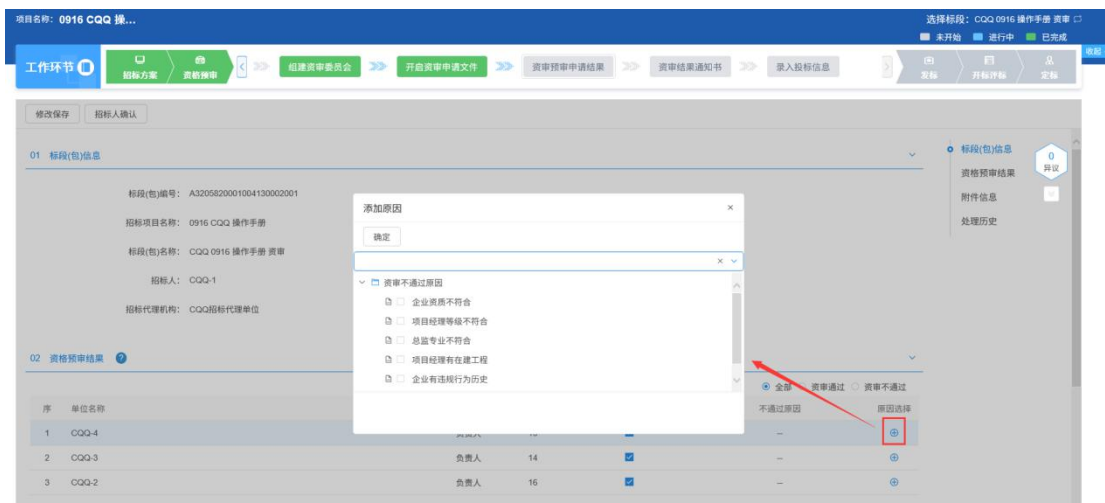 项目名称: 0916 CQQ 操...
选择标段: CQQ 0916 操作手册 资审
未开始 进行中 已完成
收起
工作环节 招标方案 资格预审 组建资审委员会 开启资审申请文件 资审预审申请结果 资审结果通知书 录入投标信息 发标 开标评标 定标
修改保存 招标人确认
01 标段(包)信息
标段(包)信息
资格预审结果
附件信息
处理历史
0
异议
标段(包)编号: A3205820001004130002001
招标项目名称: 0916 CQQ 操作手册
标段(包)名称: CQQ 0916 操作手册 资审
招标人: CQQ-1
招标代理机构: CQQ招标代理单位
添加原因 ×
确定
资审不通过原因
企业资质不符合
项目经理等级不符合
总监专业不符合
项目经理有在建工程
企业有违规行为历史
02 资格预审结果 ?
全部 资审通过 资审不通过
序 单位名称 不通过原因 原因选择
1 CQQ-4 --
2 CQQ-3 负责人 14 --
3 CQQ-2 负责人 16 --